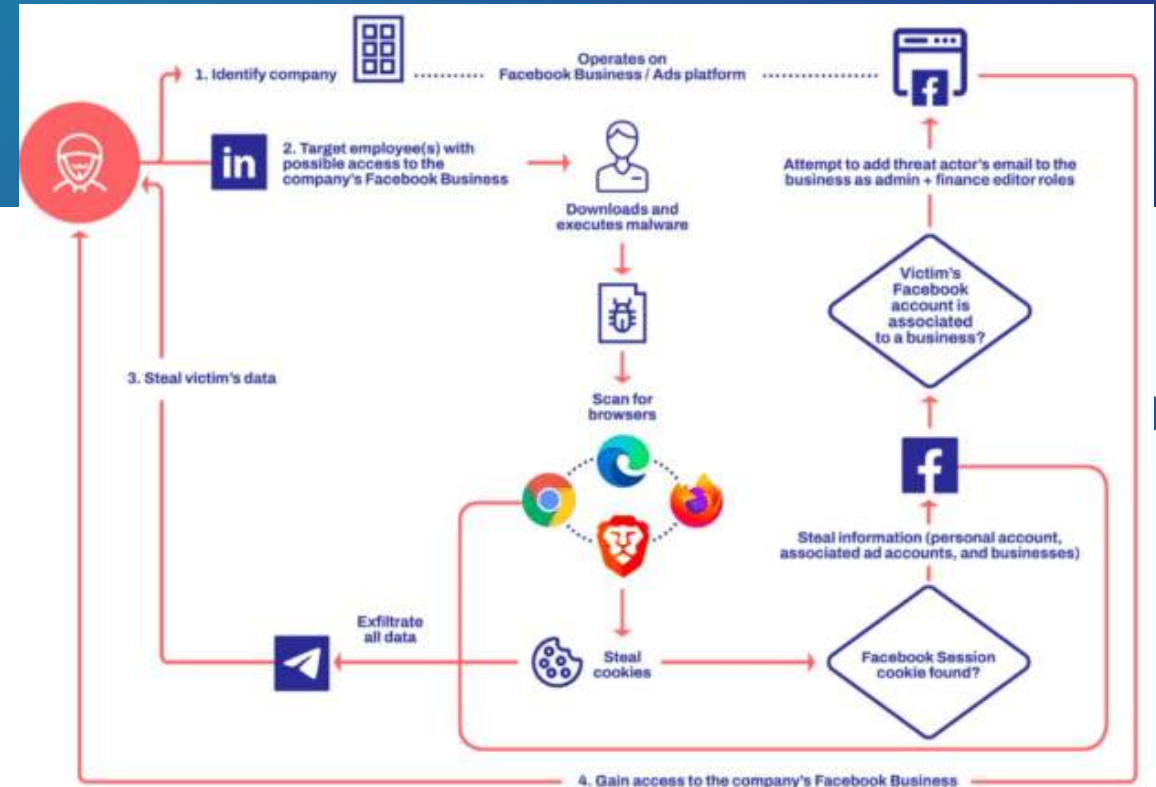 1. Identify company
Operates on
Facebook Business / Ads platform
2. Target employee(s) with
possible access to the
company's Facebook Business
in
Downloads and
executes malware
Scan for
browsers
Steal
cookies
Exfiltrate
all data
3. Steal victim's data
Facebook Session
cookie found?
Steal information (personal account,
associated ad accounts, and businesses)
f
Victim's
Facebook
account is
associated
to a business?
Attempt to add threat actor's email to the
business as admin + finance editor roles
f
4. Gain access to the company's Facebook Business